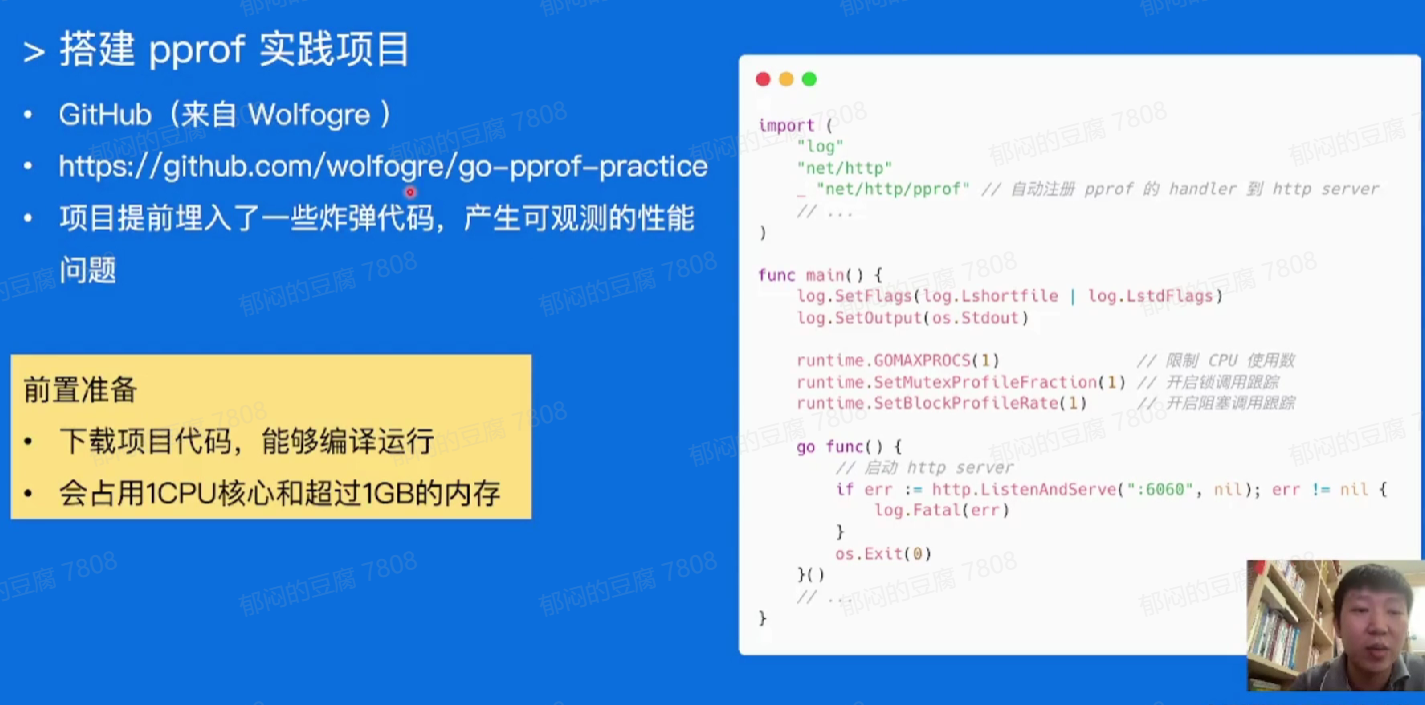 > 搭建 pprof 实践项目
• GitHub（来自 Wolfogre ）
• https://github.com/wolfogre/go-pprof-practice
• 项目提前埋入了一些炸弹代码，产生可观测的性能
问题
前置准备
• 下载项目代码，能够编译运行
• 会占用1CPU核心和超过1GB的内存
import (
"log"
"net/http"
_ "net/http/pprof" // 自动注册 pprof 的 handler 到 http server
// ...
)
func main() {
log.SetFlags(log.Lshortfile | log.LstdFlags)
log.SetOutput(os.Stdout)
runtime.GOMAXPROCS(1) // 限制 CPU 使用数
runtime.SetMutexProfileFraction(1) // 开启锁调用跟踪
runtime.SetBlockProfileRate(1) // 开启阻塞调用跟踪
go func() {
// 启动 http server
if err := http.ListenAndServe(":6060", nil); err != nil {
log.Fatal(err)
}
os.Exit(0)
}()
// ...
}
郁闷的豆腐 7808